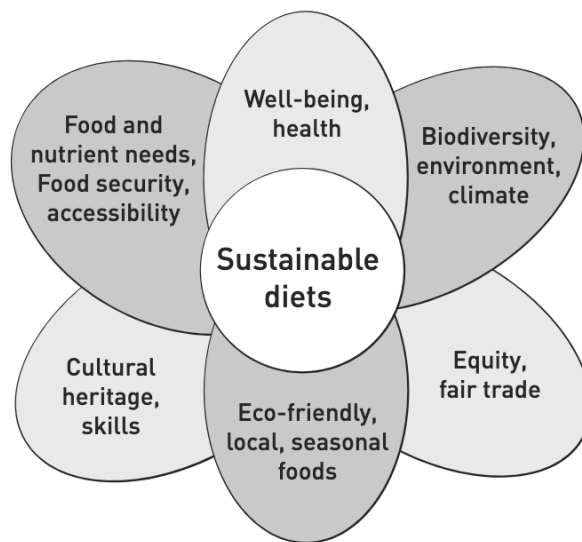 Well-being,
health
Food and
nutrient needs,
Food security,
accessibility
Biodiversity,
environment,
climate
Sustainable
diets
Cultural
heritage,
skills
Eco-friendly,
local, seasonal
foods
Equity,
fair trade